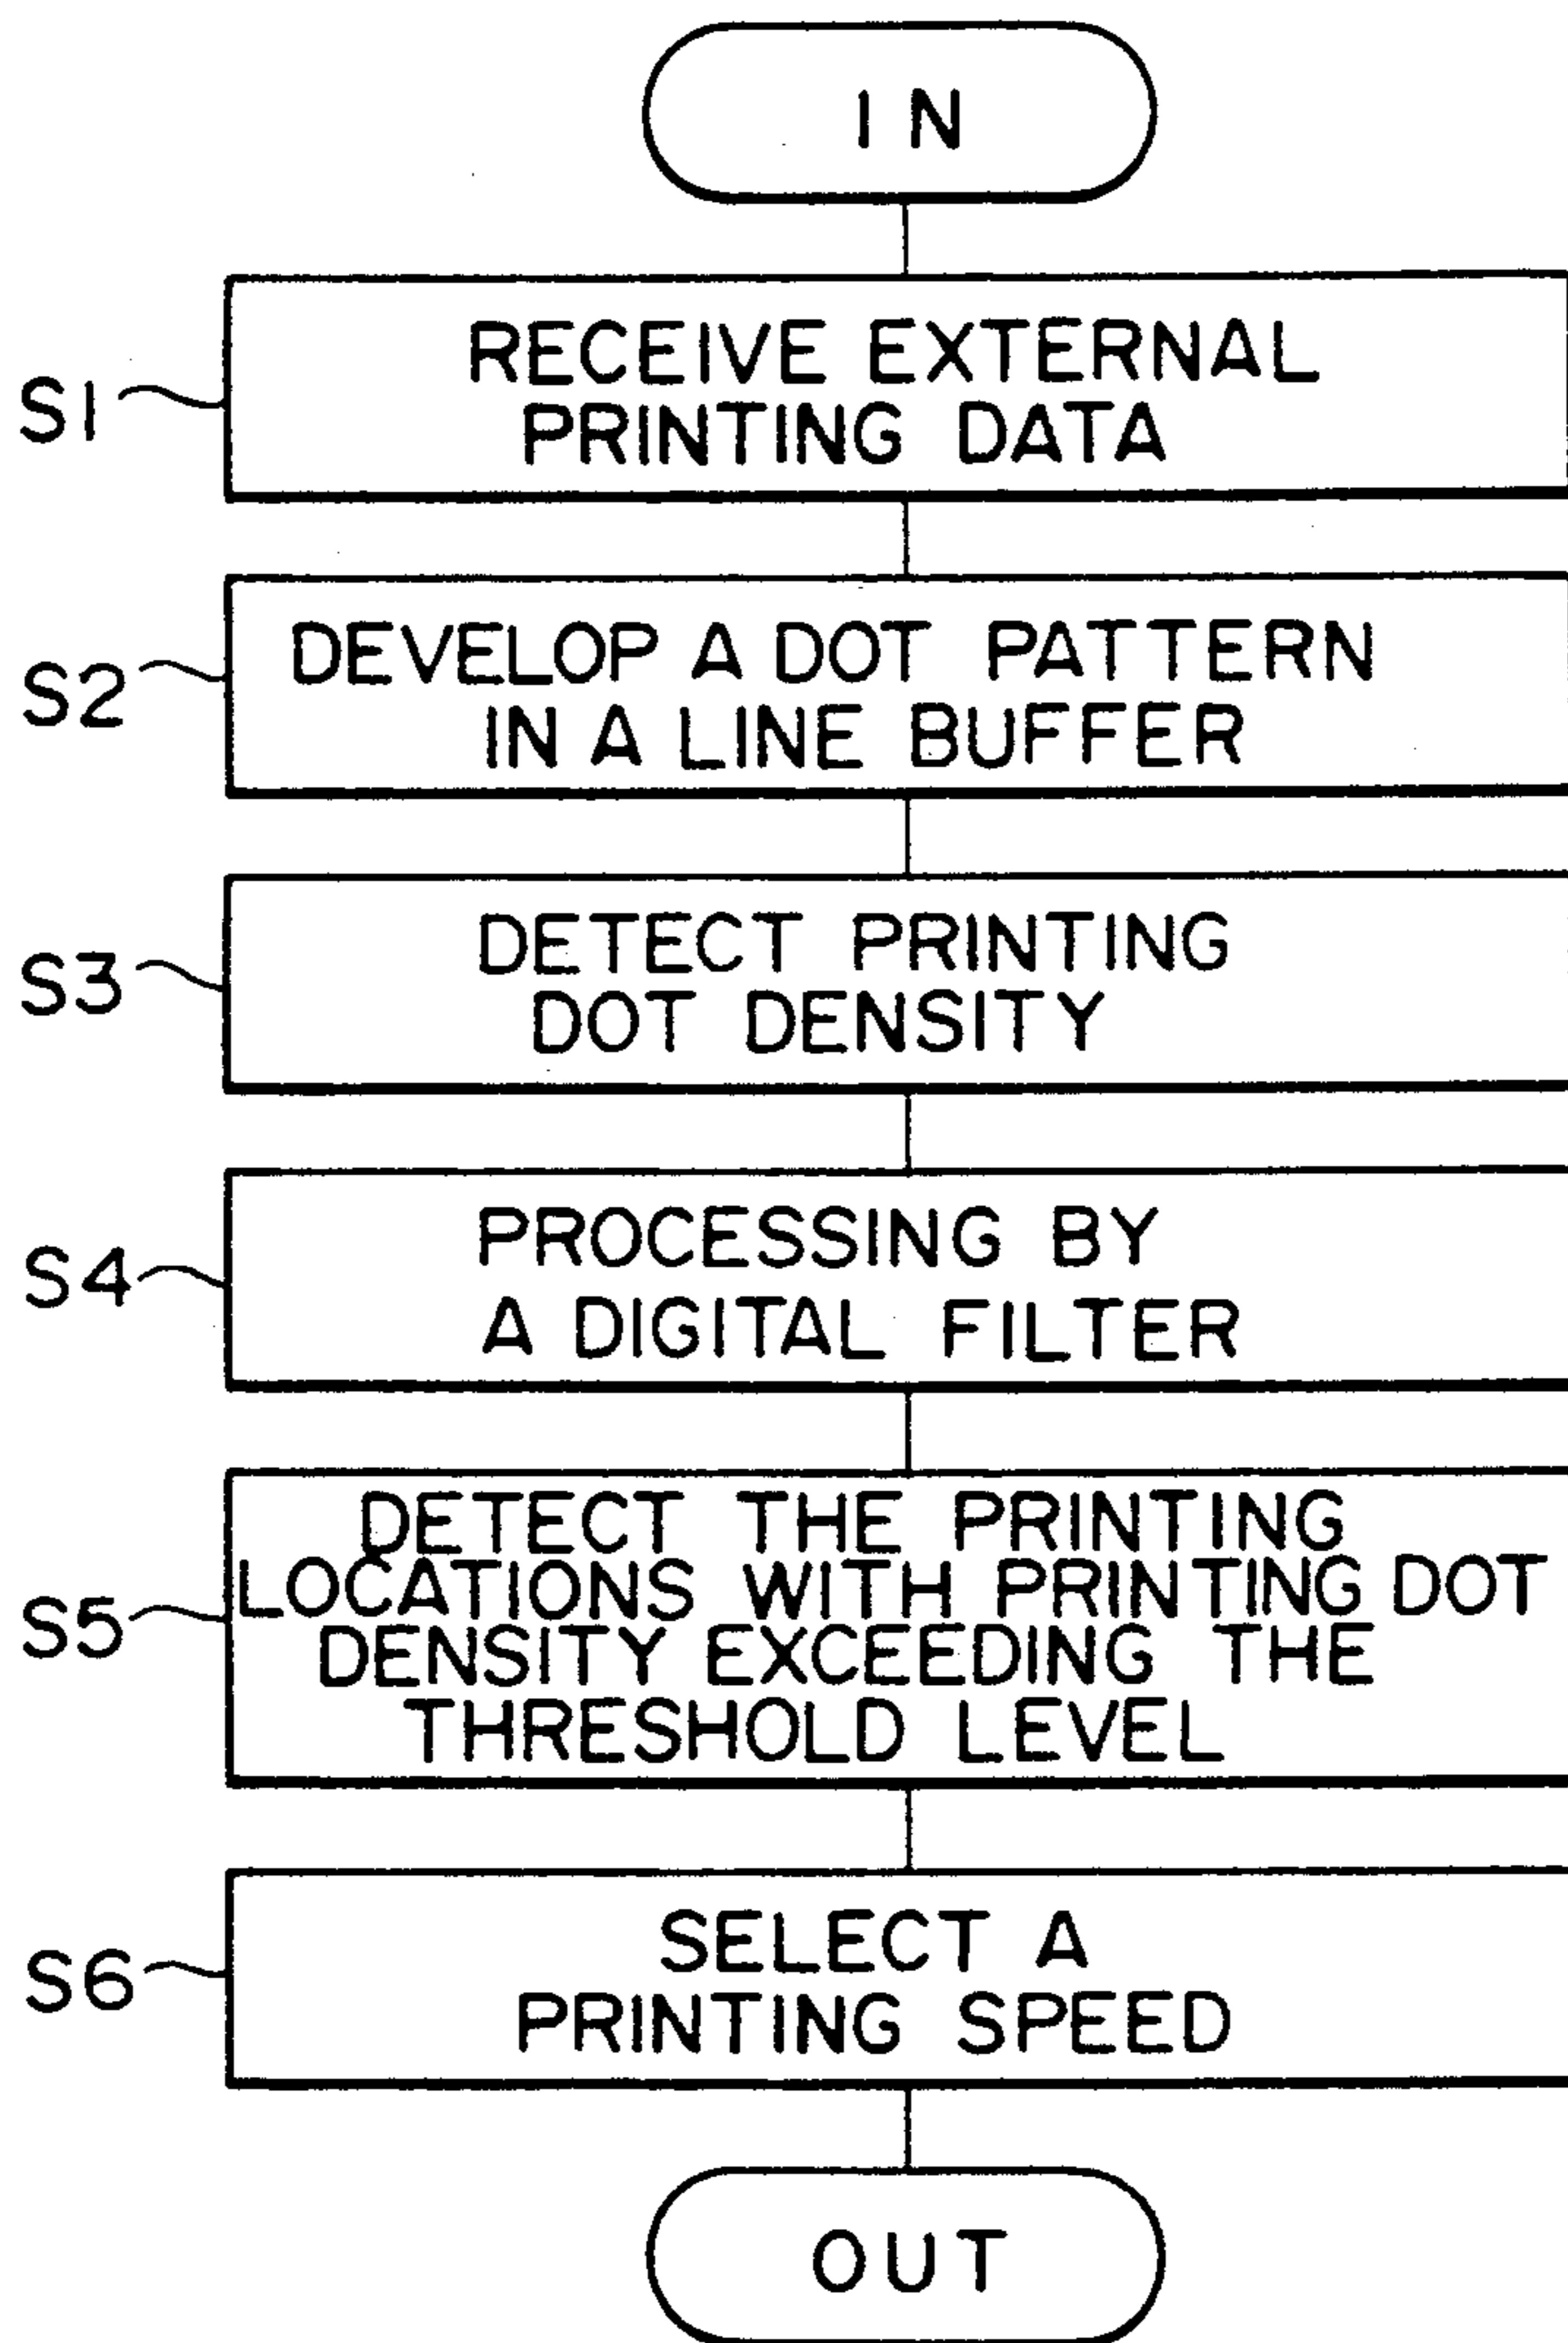 IN
S1
RECEIVE EXTERNAL
PRINTING DATA
S2
DEVELOP A DOT PATTERN
IN A LINE BUFFER
S3
DETECT PRINTING
DOT DENSITY
S4
PROCESSING BY
A DIGITAL FILTER
S5
DETECT THE PRINTING
LOCATIONS WITH PRINTING DOT
DENSITY EXCEEDING THE
THRESHOLD LEVEL
S6
SELECT A
PRINTING SPEED
OUT